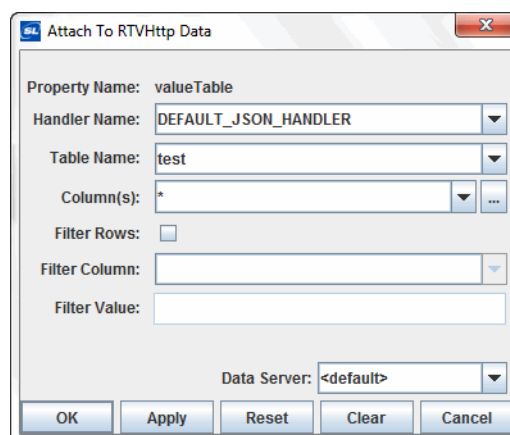 SL Attach To RTVHttp Data
Property Name: valueTable
Handler Name: DEFAULT_JSON_HANDLER
Table Name: test
Column(s): * ...
Filter Rows:
Filter Column:
Filter Value:
Data Server: <default>
OK Apply Reset Clear Cancel